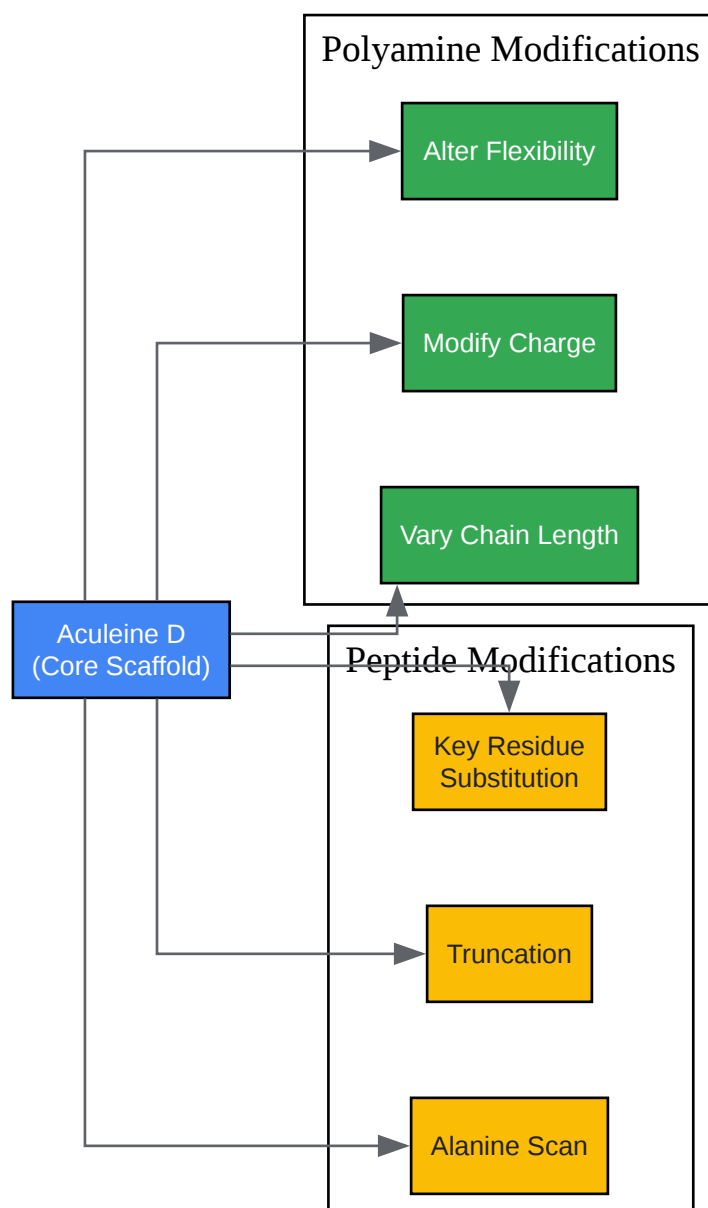 Polyamine Modifications
Alter Flexibility
Modify Charge
Vary Chain Length
Aculeine D
(Core Scaffold)
Peptide Modifications
Key Residue
Substitution
Truncation
Alanine Scan